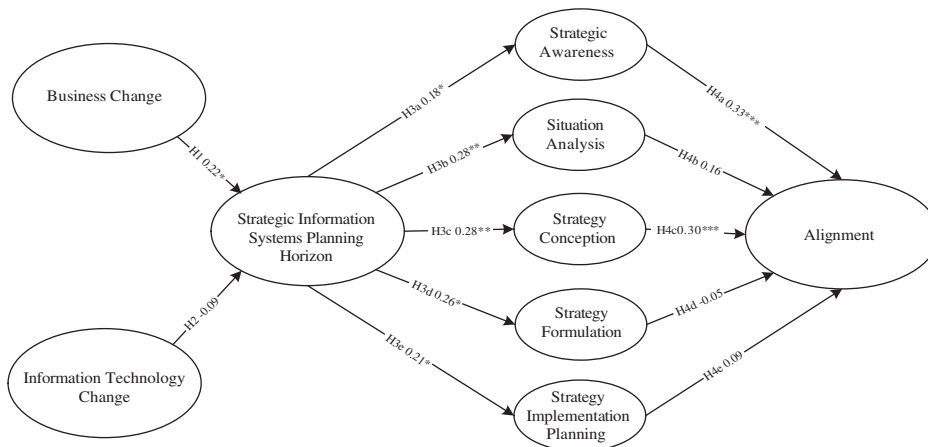 Business Change
H1 0.22*
Information Technology
Change
H2 -0.09
Strategic Information
Systems Planning
Horizon
H3a 0.18*
H3b 0.28**
H3c 0.28**
H3d 0.26*
H3e 0.21*
Strategic
Awareness
Situation
Analysis
Strategy
Conception
Strategy
Formulation
Strategy
Implementation
Planning
H4a 0.33***
H4b 0.16
H4c0.30***
H4d -0.05
H4e 0.09
Alignment